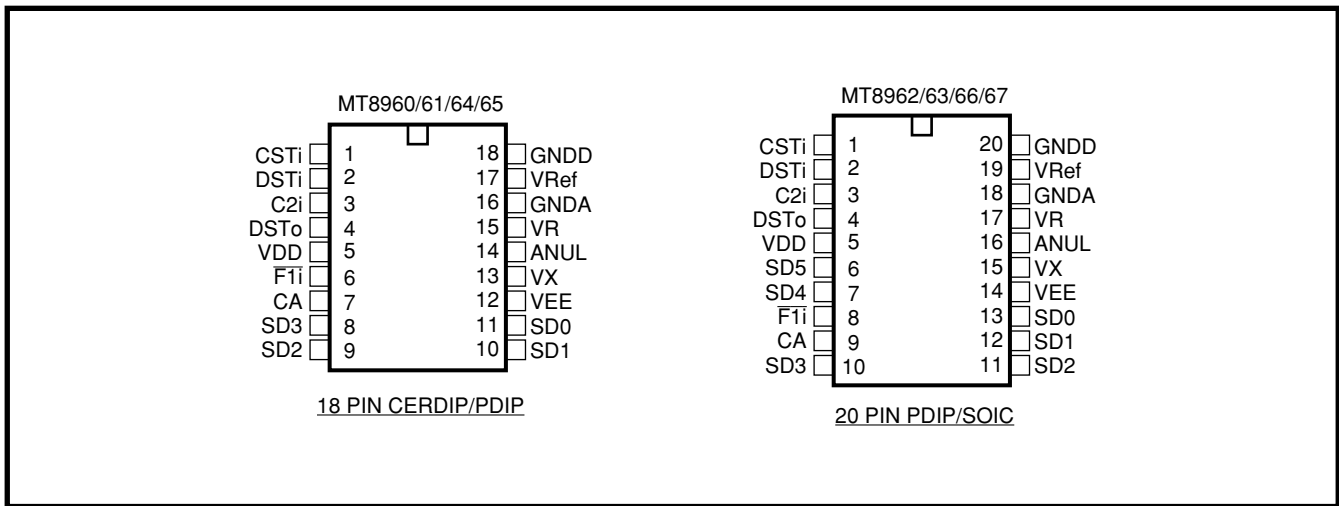 MT8960/61/64/65
CSTi 1 18 GNDD
DSTi 2 17 VRef
C2i 3 16 GNDA
DSTo 4 15 VR
VDD 5 14 ANUL
F1i 6 13 VX
CA 7 12 VEE
SD3 8 11 SD0
SD2 9 10 SD1
18 PIN CERDIP/PDIP
MT8962/63/66/67
CSTi 1 20 GNDD
DSTi 2 19 VRef
C2i 3 18 GNDA
DSTo 4 17 VR
VDD 5 16 ANUL
SD5 6 15 VX
SD4 7 14 VEE
F1i 8 13 SD0
CA 9 12 SD1
SD3 10 11 SD2
20 PIN PDIP/SOIC